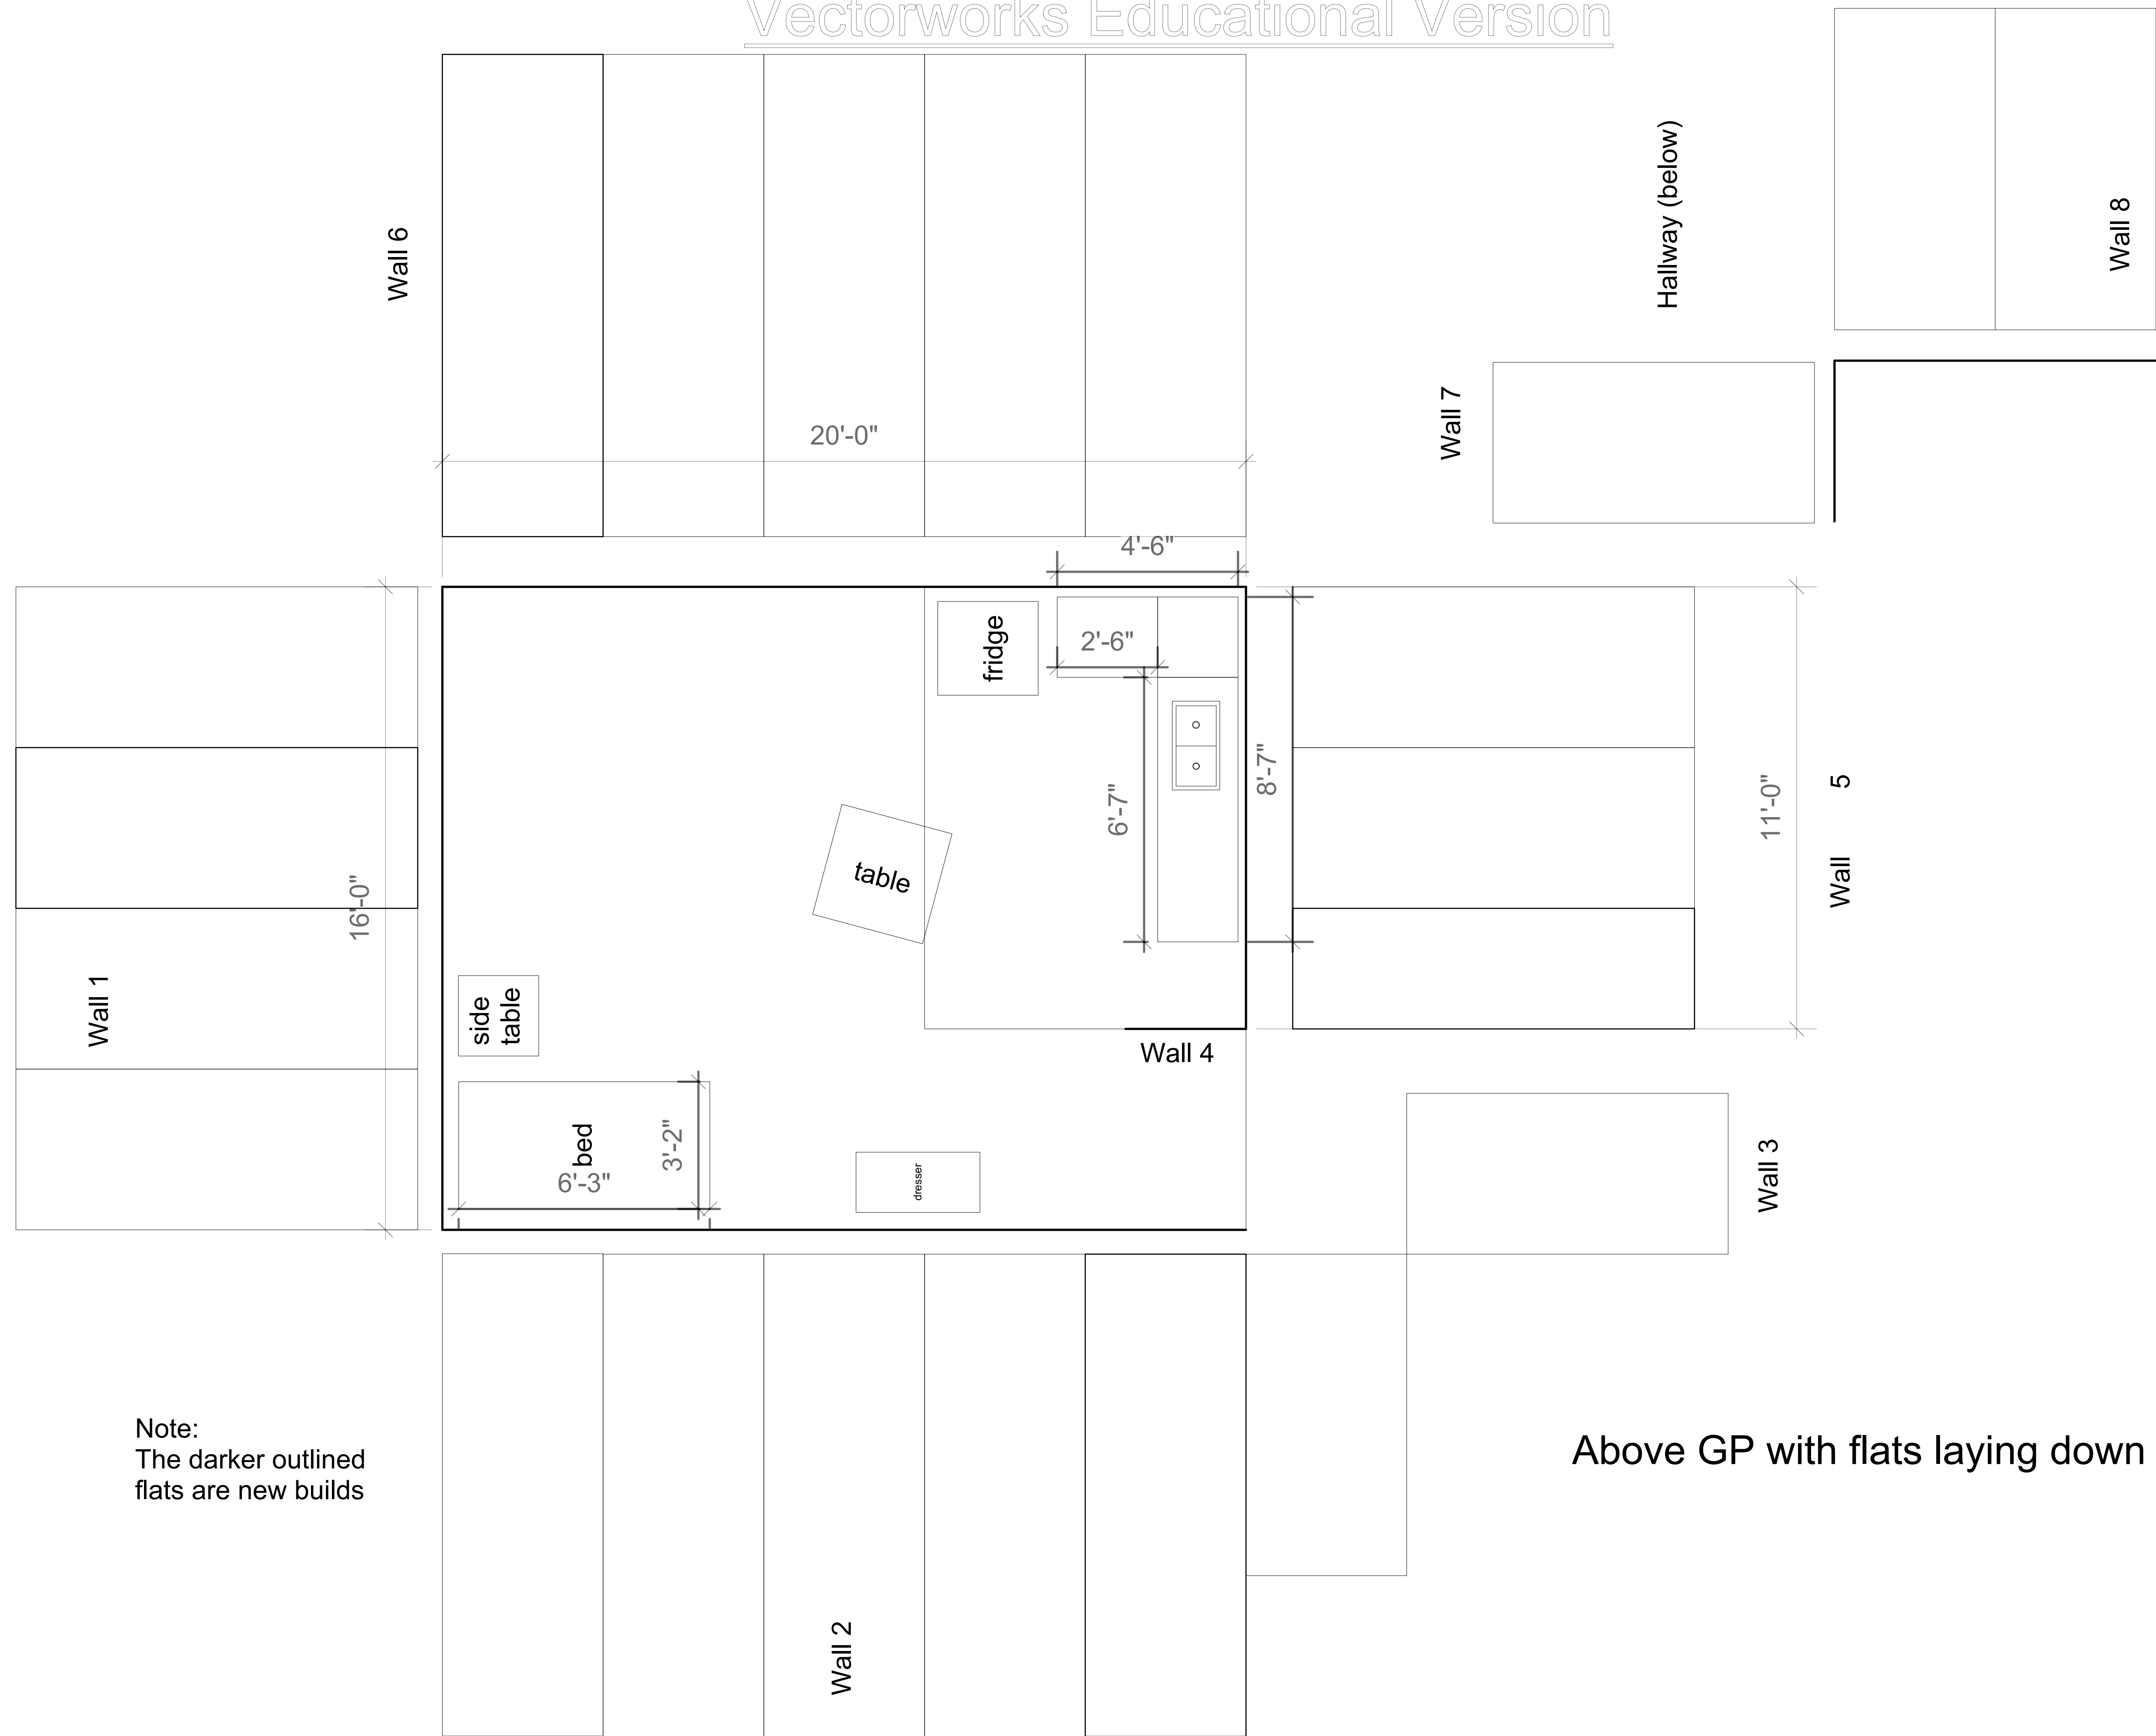 Vectorworks Educational Version
Wall 6
Hallway (below)
Wall 8
Wall 7
20'-0"
4'-6"
fridge
2'-6"
8'-7"
6'-7"
11'-0"
Wall 5
16'-0"
table
Wall 1
side
table
Wall 4
bed
3'-2"
6'-3"
dresser
Wall 3
Note:
The darker outlined
flats are new builds
Above GP with flats laying down
Wall 2